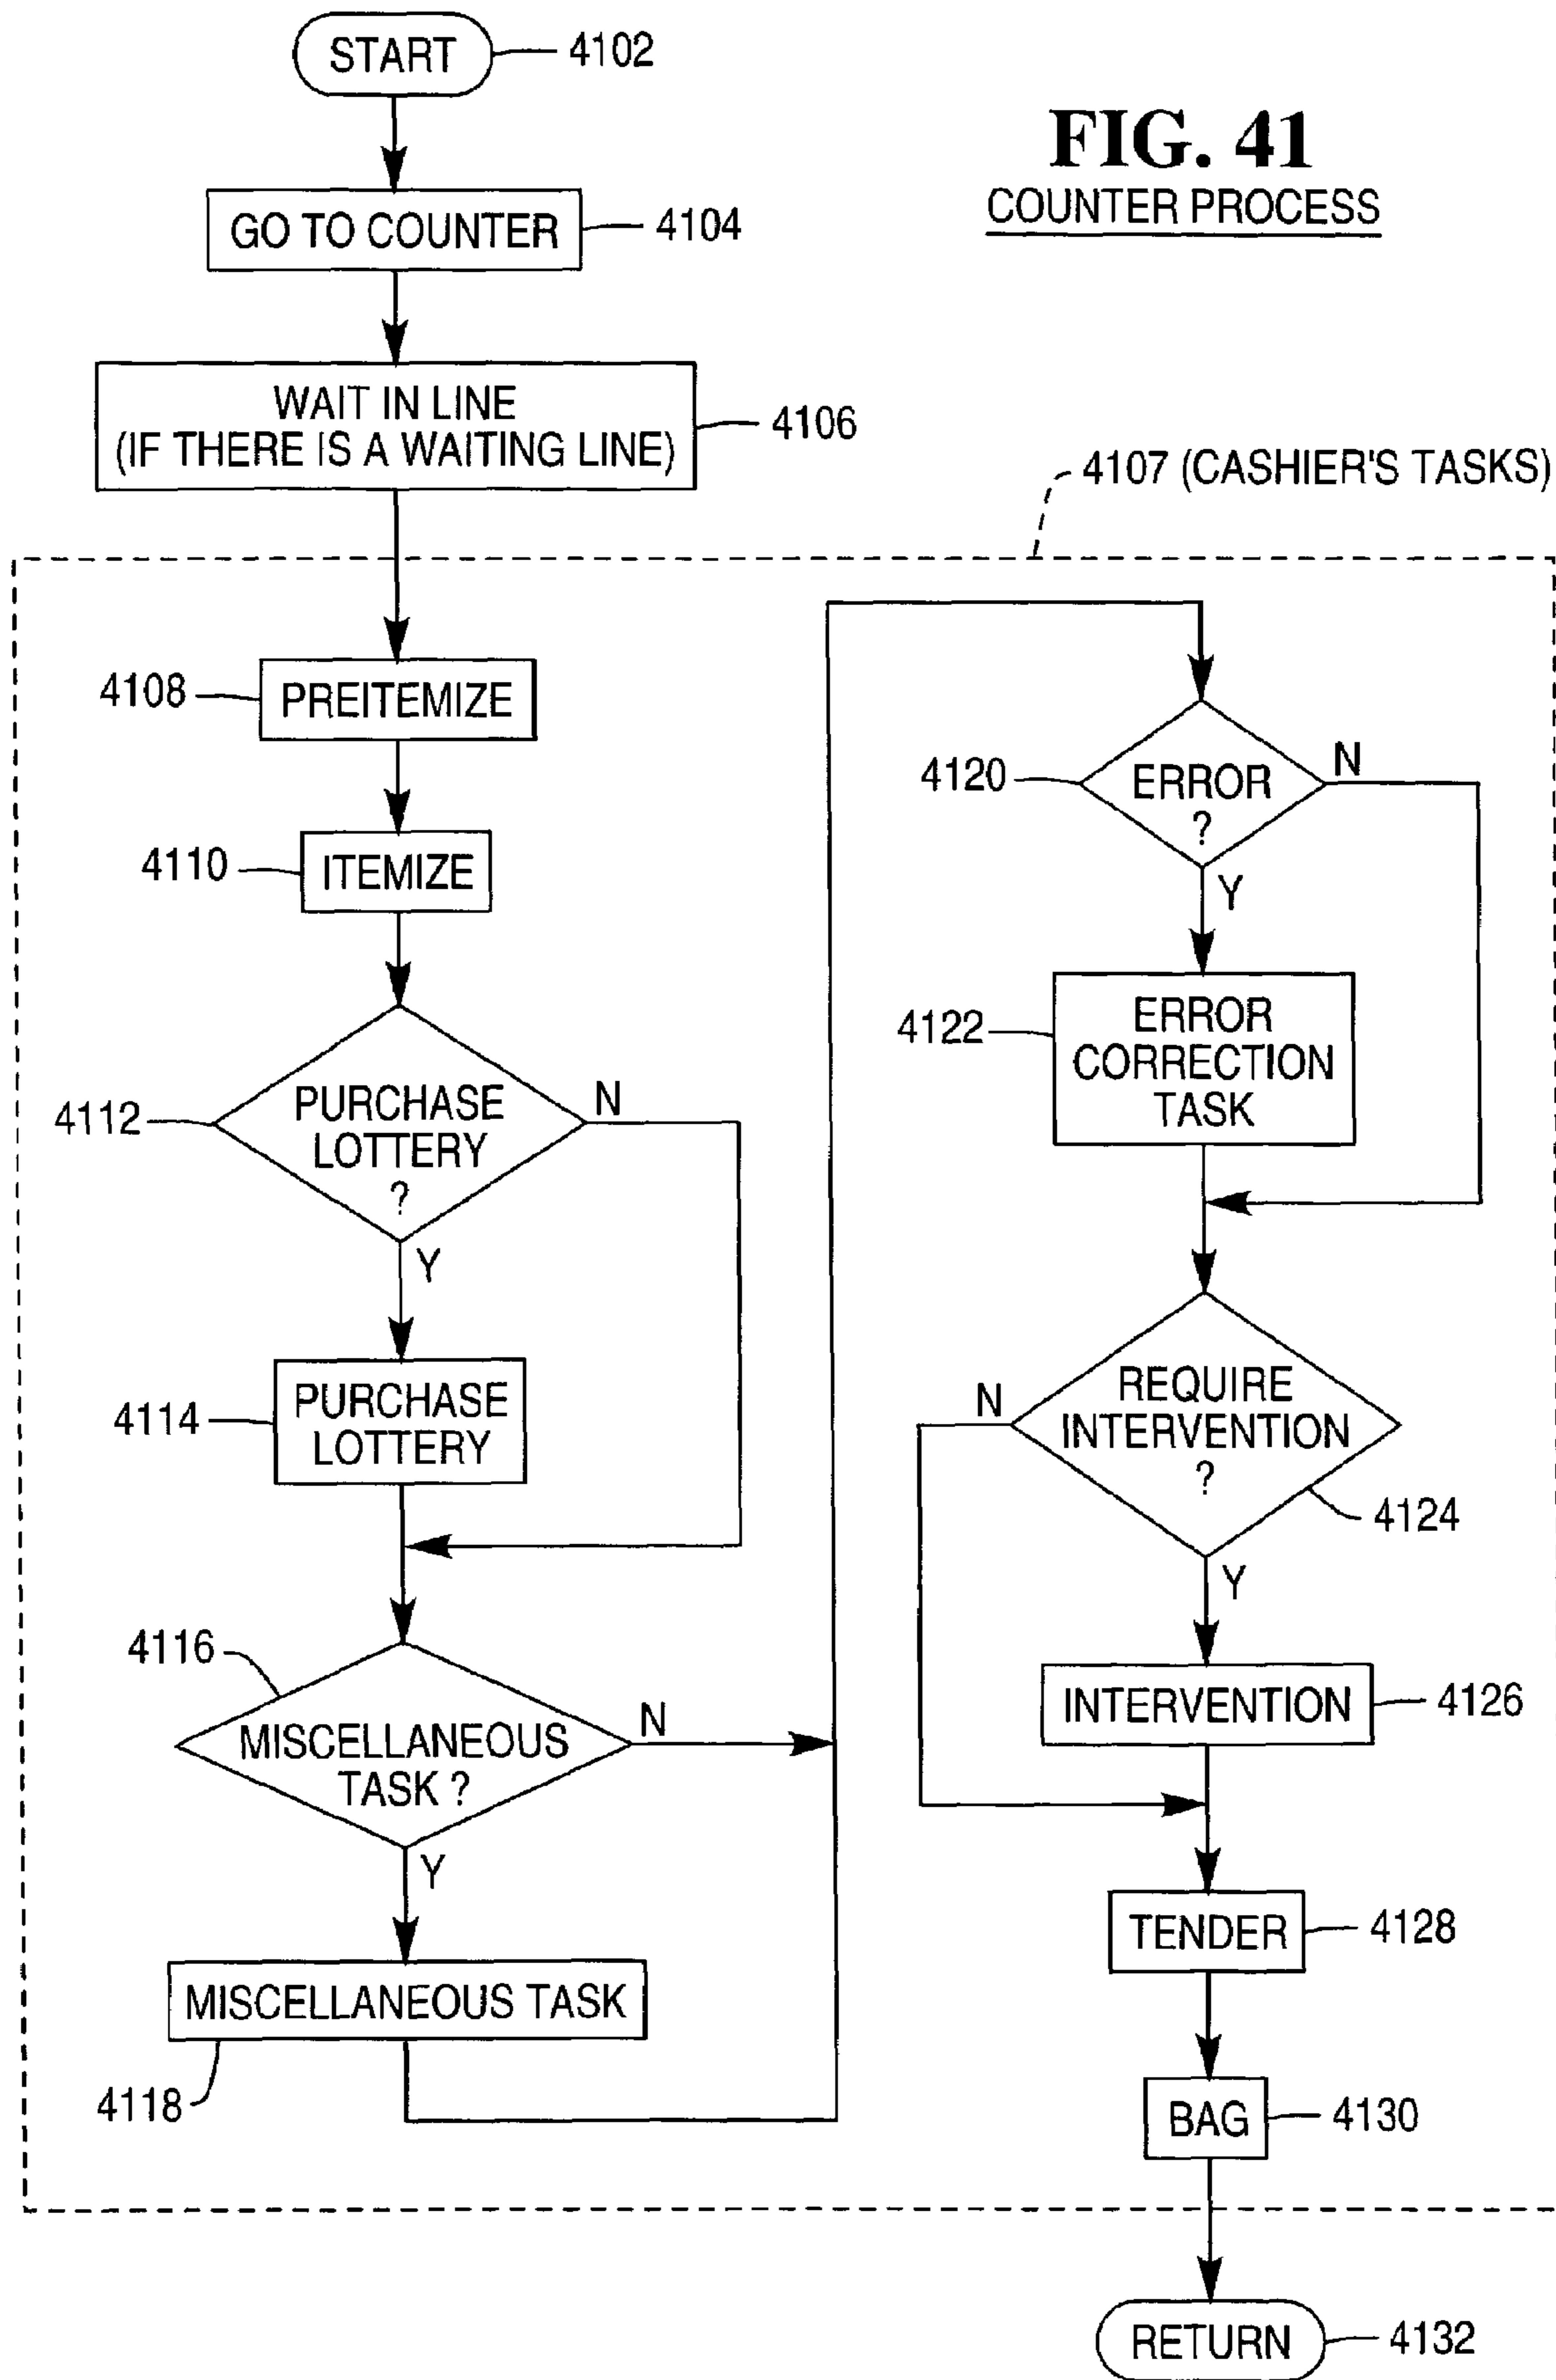 START
4102
FIG. 41
COUNTER PROCESS
GO TO COUNTER
4104
WAIT IN LINE
(IF THERE IS A WAITING LINE)
4106
4107 (CASHIER'S TASKS)
4108
PREITEMIZE
4110
ITEMIZE
4112
PURCHASE
LOTTERY
?
N
Y
4114
PURCHASE
LOTTERY
4116
MISCELLANEOUS
TASK ?
N
Y
MISCELLANEOUS TASK
4118
4120
ERROR
?
N
Y
4122
ERROR
CORRECTION
TASK
N
REQUIRE
INTERVENTION
?
4124
Y
INTERVENTION
4126
TENDER
4128
BAG
4130
RETURN
4132